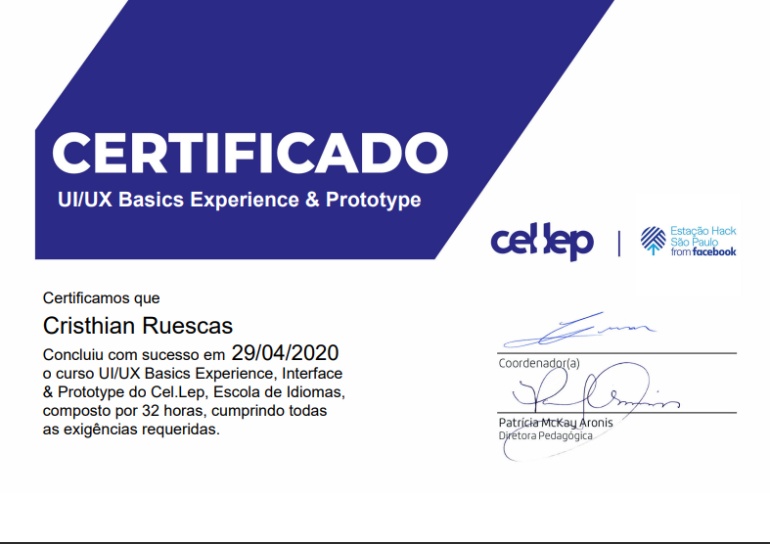 CERTIFICADO
UI/UX Basics Experience & Prototype
cel.lep
Estação Hack
São Paulo
from facebook
Certificamos que
Cristhian Ruescas
Concluiu com sucesso em 29/04/2020
o curso UI/UX Basics Experience, Interface
& Prototype do Cel.Lep, Escola de Idiomas,
composto por 32 horas, cumprindo todas
as exigências requeridas.
Coordenador(a)
Patrícia McKay Aronis
Diretora Pedagógica